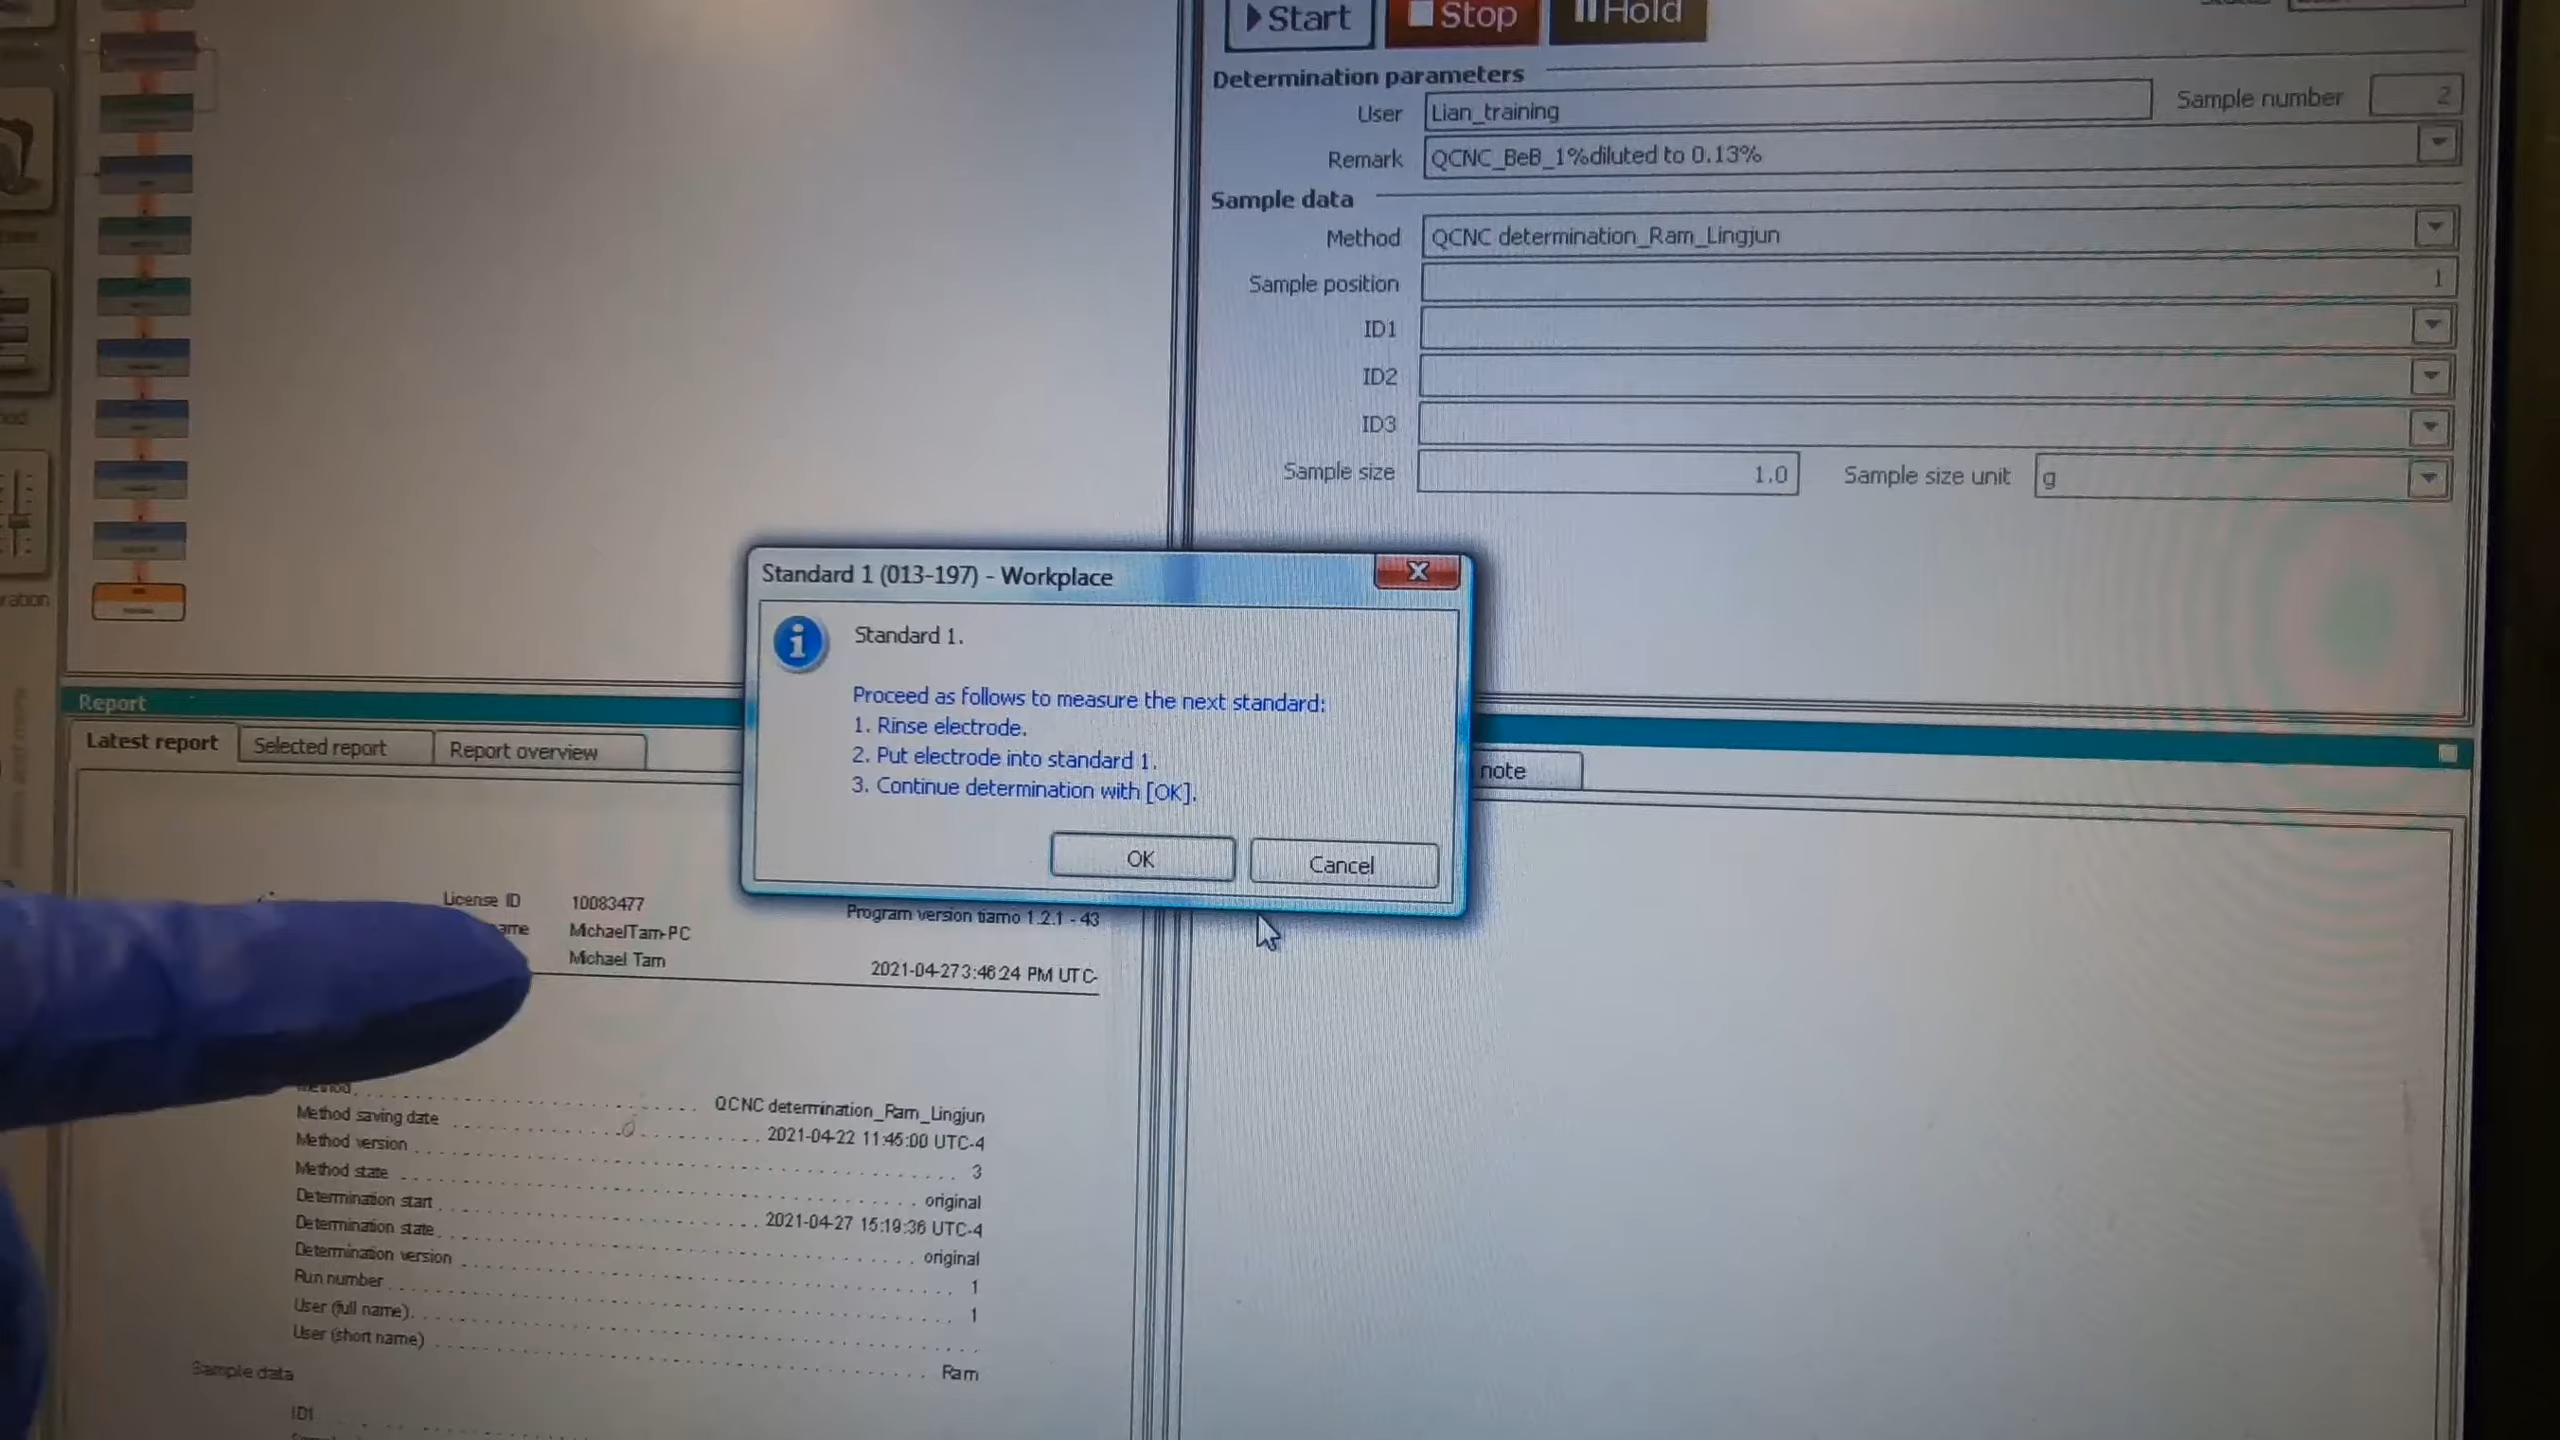 Start
Stop
Hold
Determination parameters
User Lian_training Sample number 2
Remark QCNC_BeB_1%diluted to 0.13%
Sample data
Method QCNC determination_Ram_Lingjun
Sample position 1
ID1
ID2
ID3
Sample size 1.0 Sample size unit g
Standard 1 (013-197) - Workplace
Standard 1.
Proceed as follows to measure the next standard:
1. Rinse electrode.
2. Put electrode into standard 1.
3. Continue determination with [OK].
OK Cancel
Report
Latest report Selected report Report overview
note
License ID 10083477 Program version tiamo 1.2.1 - 43
ame MichaelTam-PC
Michael Tam 2021-04-27 3:46:24 PM UTC-
Method QCNC determination_Ram_Lingjun
Method saving date 2021-04-22 11:45:00 UTC-4
Method version 3
Method state original
Determination start 2021-04-27 15:19:36 UTC-4
Determination state original
Determination version 1
Run number 1
User (full name)
User (short name) Ram
Sample data
ID1